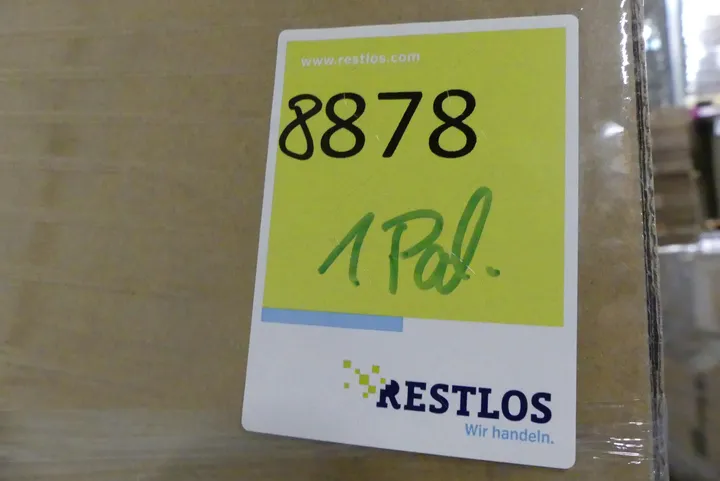 www.restlos.com
8878
1 Pal.
RESTLOS
Wir handeln.